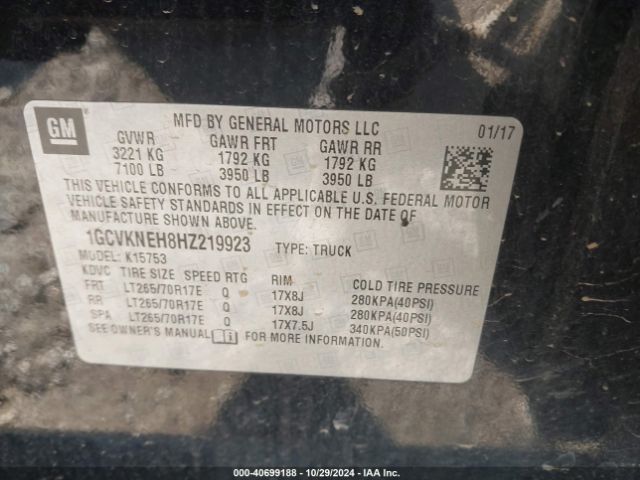 GM
MFD BY GENERAL MOTORS LLC 01/17
GVWR GAWR FRT GAWR RR
3221 KG 1792 KG 1792 KG
7100 LB 3950 LB 3950 LB
THIS VEHICLE CONFORMS TO ALL APPLICABLE U.S. FEDERAL MOTOR
VEHICLE SAFETY STANDARDS IN EFFECT ON THE DATE OF
MANUFACTURE SHOWN ABOVE.
1GCVKNEH8HZ219923 TYPE: TRUCK
MODEL: K15753
KDVC TIRE SIZE SPEED RTG RIM COLD TIRE PRESSURE
FRT LT265/70R17E Q 17X8J 280KPA(40PSI)
RR LT265/70R17E Q 17X8J 280KPA(40PSI)
SPA LT265/70R17E Q 17X7.5J 340KPA(50PSI)
SEE OWNER'S MANUAL FOR MORE INFORMATION.
000-40699188 - 10/29/2024 - IAA Inc.